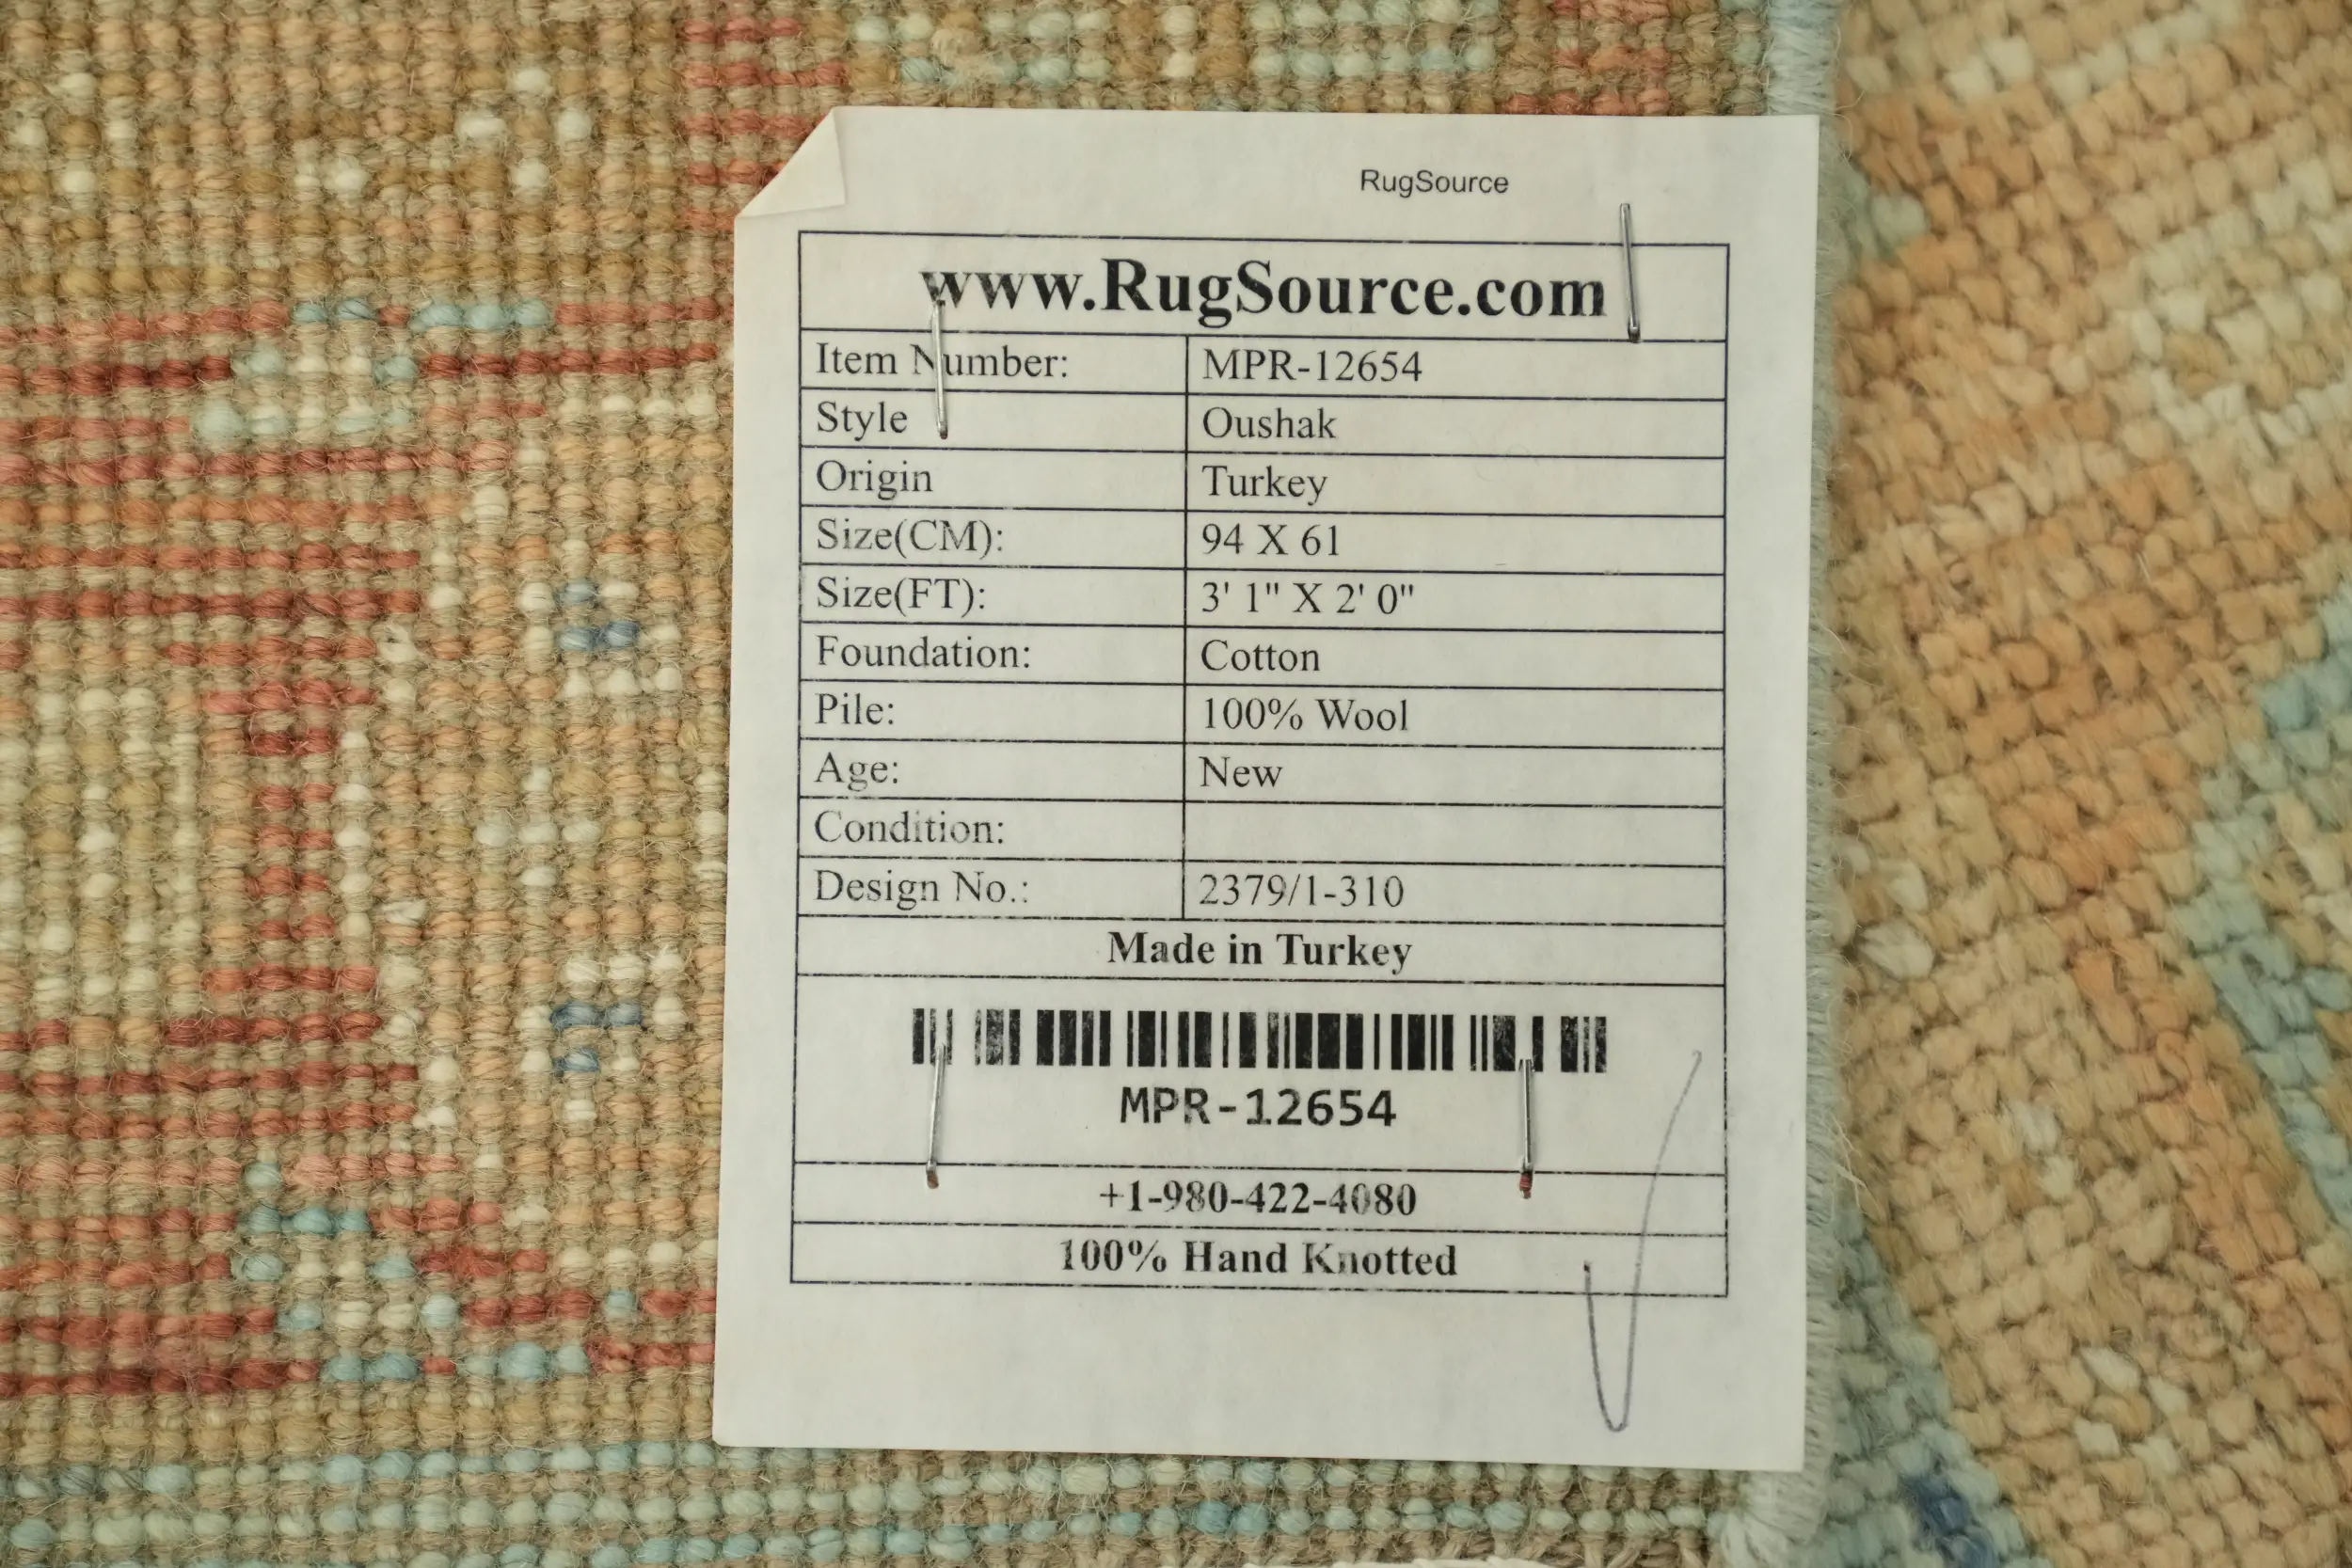 RugSource
www.RugSource.com
Item Number: MPR-12654
Style Oushak
Origin Turkey
Size(CM): 94 X 61
Size(FT): 3' 1" X 2' 0"
Foundation: Cotton
Pile: 100% Wool
Age: New
Condition:
Design No.: 2379/1-310
Made in Turkey
MPR-12654
+1-980-422-4080
100% Hand Knotted